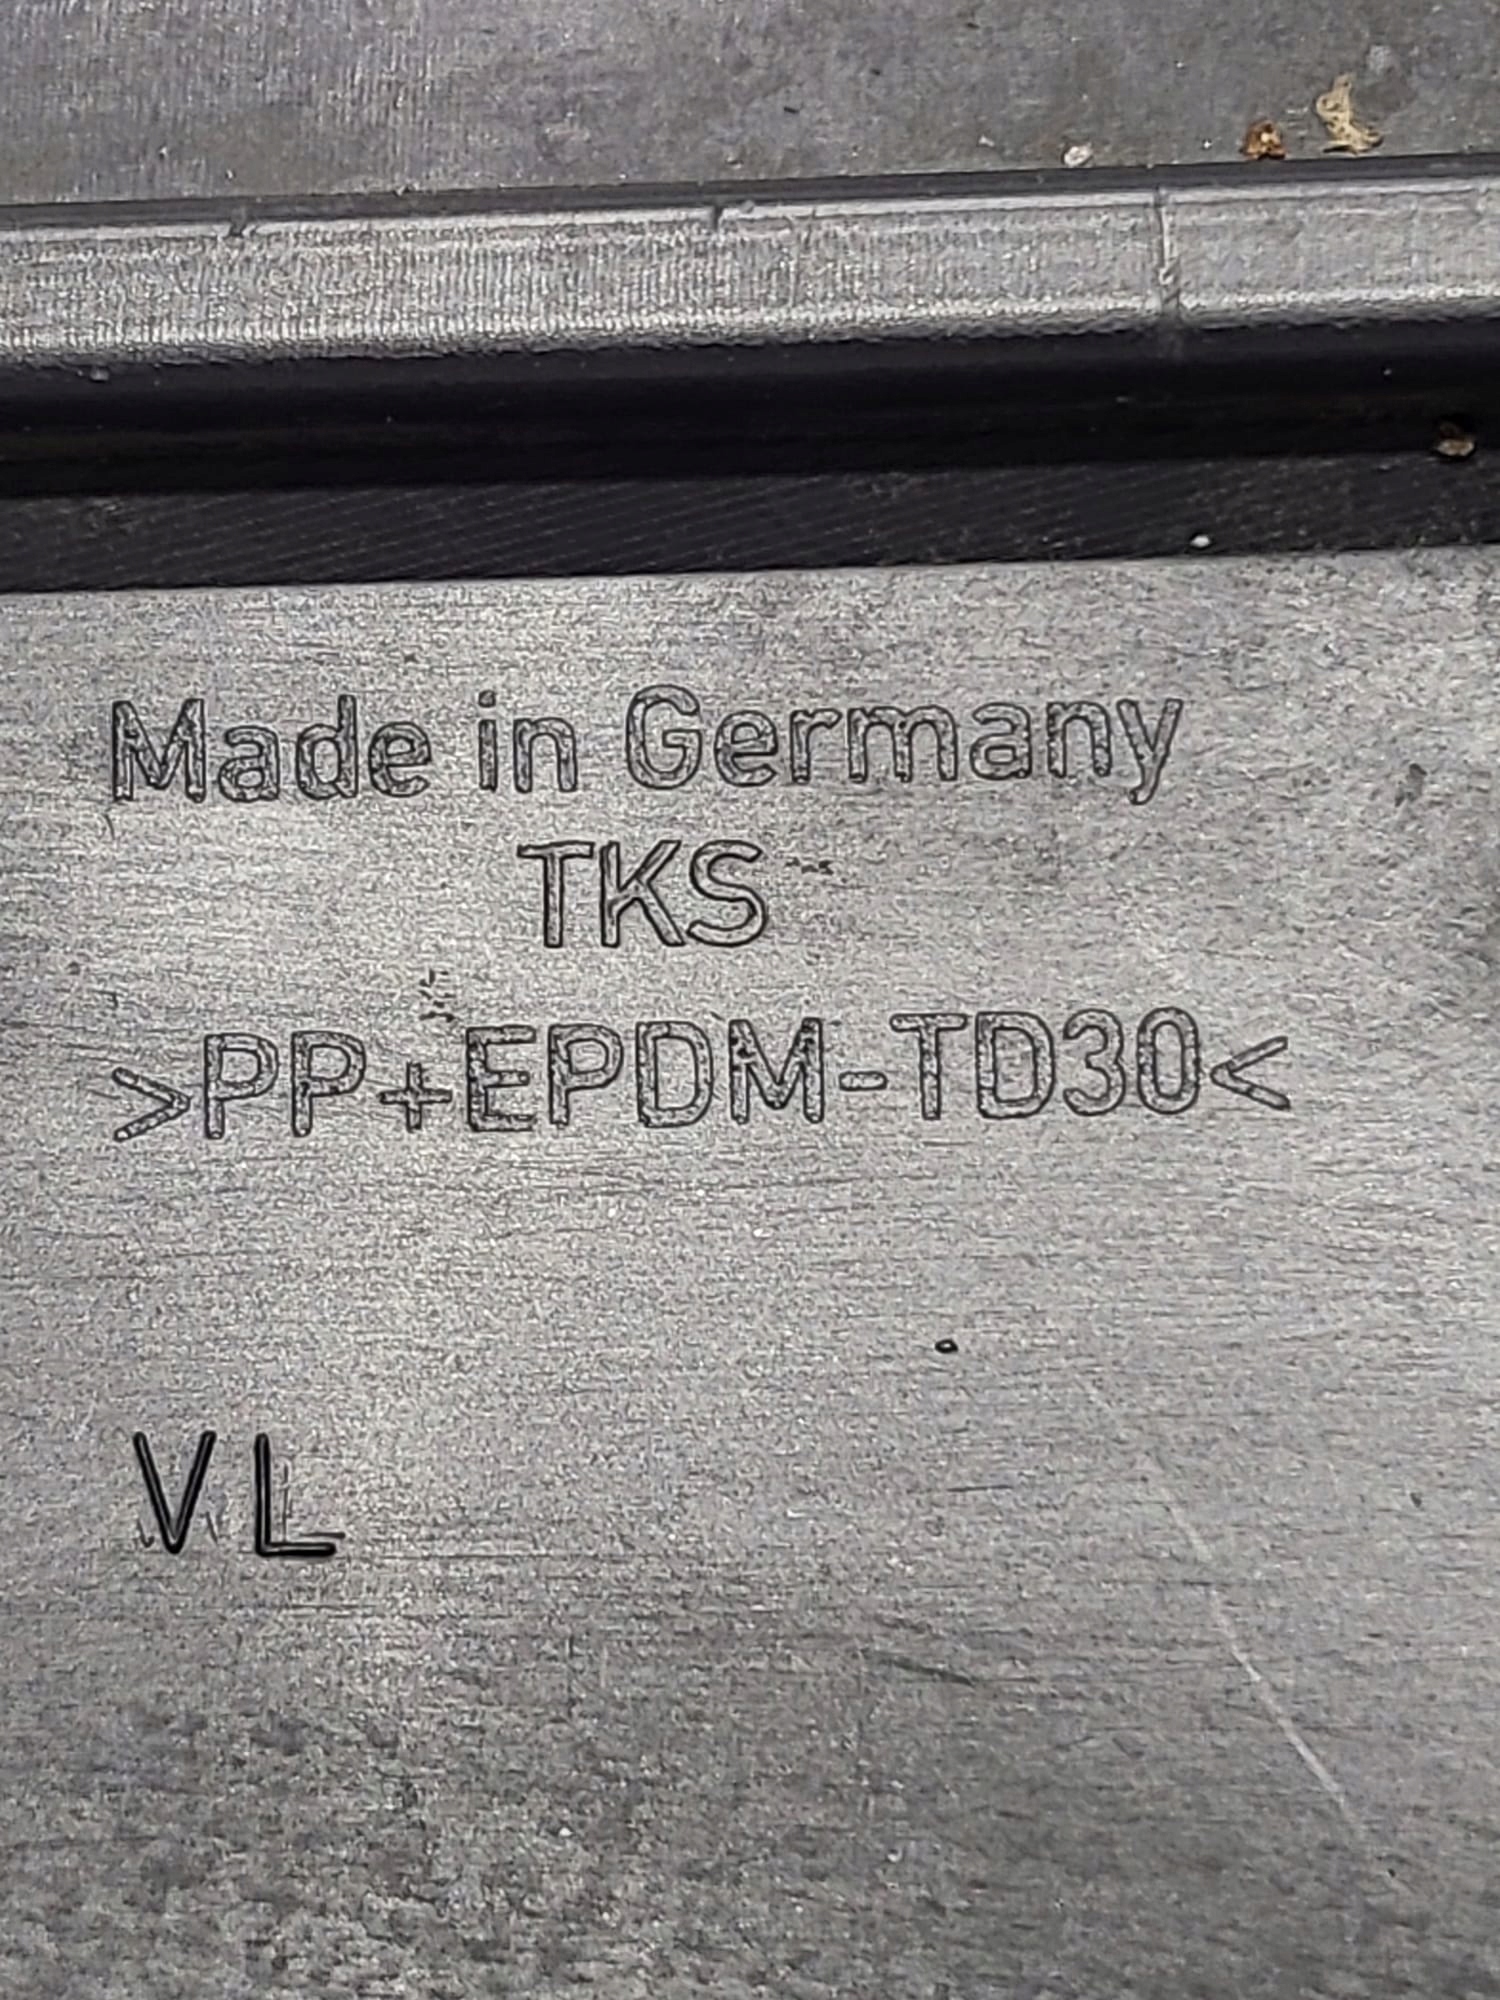 Made in Germany
TKS
>PP+EPDM-TD30<
VL